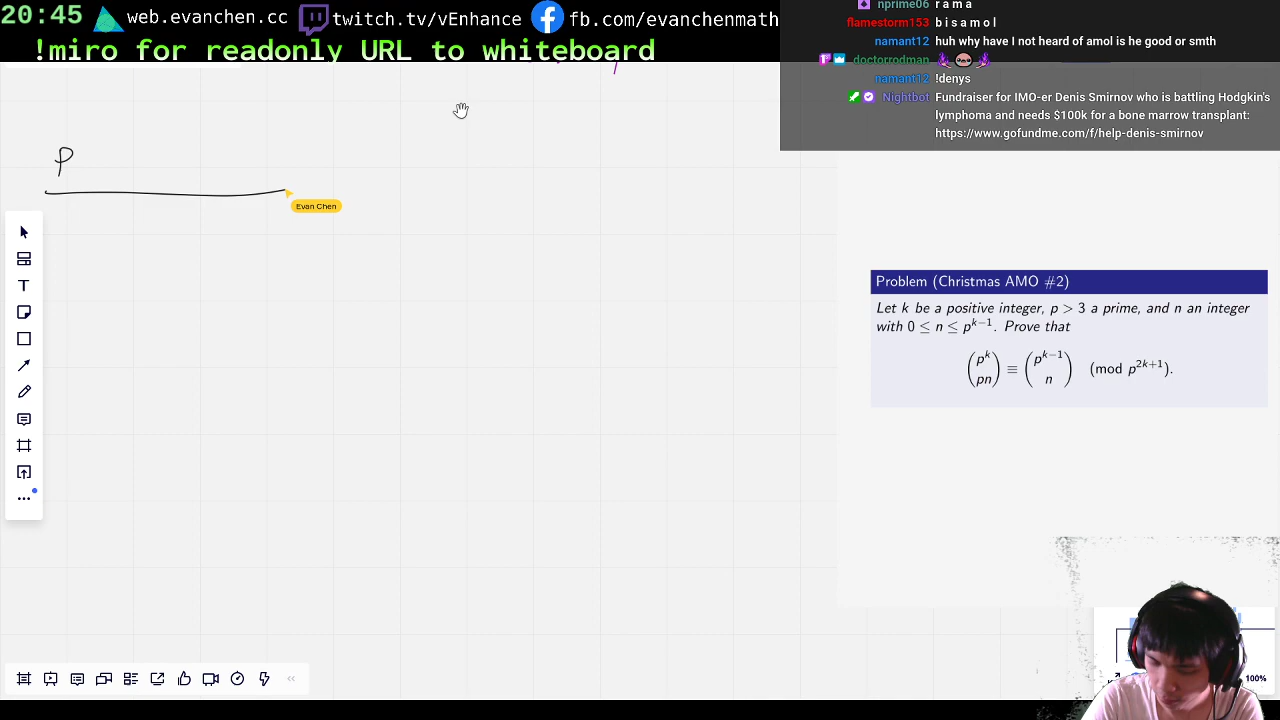 20:45 web.evanchen.cc twitch.tv/vEnhance fb.com/evanchenmath
!miro for readonly URL to whiteboard
nprime06 r a m a
flamestorm153 b i s a m o l
namant12 huh why have I not heard of amol is he good or smth
doctorrodman
namant12 !denys
Nightbot Fundraiser for IMO-er Denis Smirnov who is battling Hodgkin's
lymphoma and needs $100k for a bone marrow transplant:
https://www.gofundme.com/f/help-denis-smirnov
p
Evan Chen
Problem (Christmas AMO #2)
Let k be a positive integer, p > 3 a prime, and n an integer
with 0 ≤ n ≤ p^{k−1}. Prove that
\binom{p^k}{pn} ≡ \binom{p^{k−1}}{n} (mod p^{2k+1}).
100%